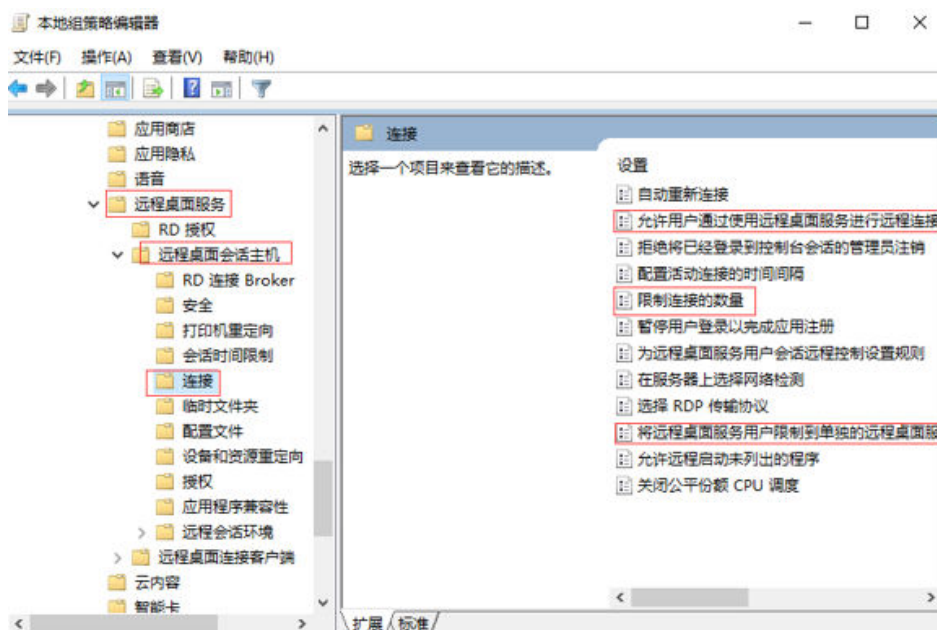 本地组策略编辑器
文件(F) 操作(A) 查看(V) 帮助(H)
应用商店
应用隐私
语音
远程桌面服务
RD 授权
远程桌面会话主机
RD 连接 Broker
安全
打印机重定向
会话时间限制
连接
临时文件夹
配置文件
设备和资源重定向
授权
应用程序兼容性
远程会话环境
远程桌面连接客户端
云内容
智能卡
连接
选择一个项目来查看它的描述。
设置
自动重新连接
允许用户通过使用远程桌面服务进行远程连接
拒绝将已经登录到控制台会话的管理员注销
配置活动连接的时间间隔
限制连接的数量
暂停用户登录以完成应用注册
为远程桌面服务用户会话远程控制设置规则
在服务器上选择网络检测
选择 RDP 传输协议
将远程桌面服务用户限制到单独的远程桌面服
允许远程启动未列出的程序
关闭公平份额 CPU 调度
扩展 标准